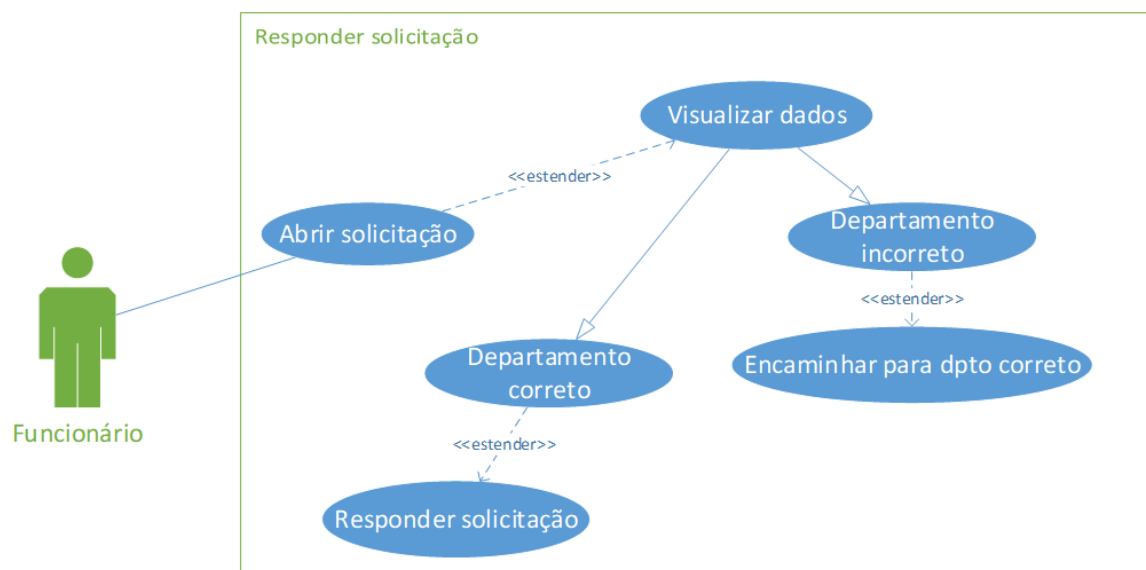 Responder solicitação
Visualizar dados
<<estender>>
Abrir solicitação
Departamento
incorreto
<<estender>>
Departamento
correto
Encaminhar para dpto correto
Funcionário
<<estender>>
Responder solicitação